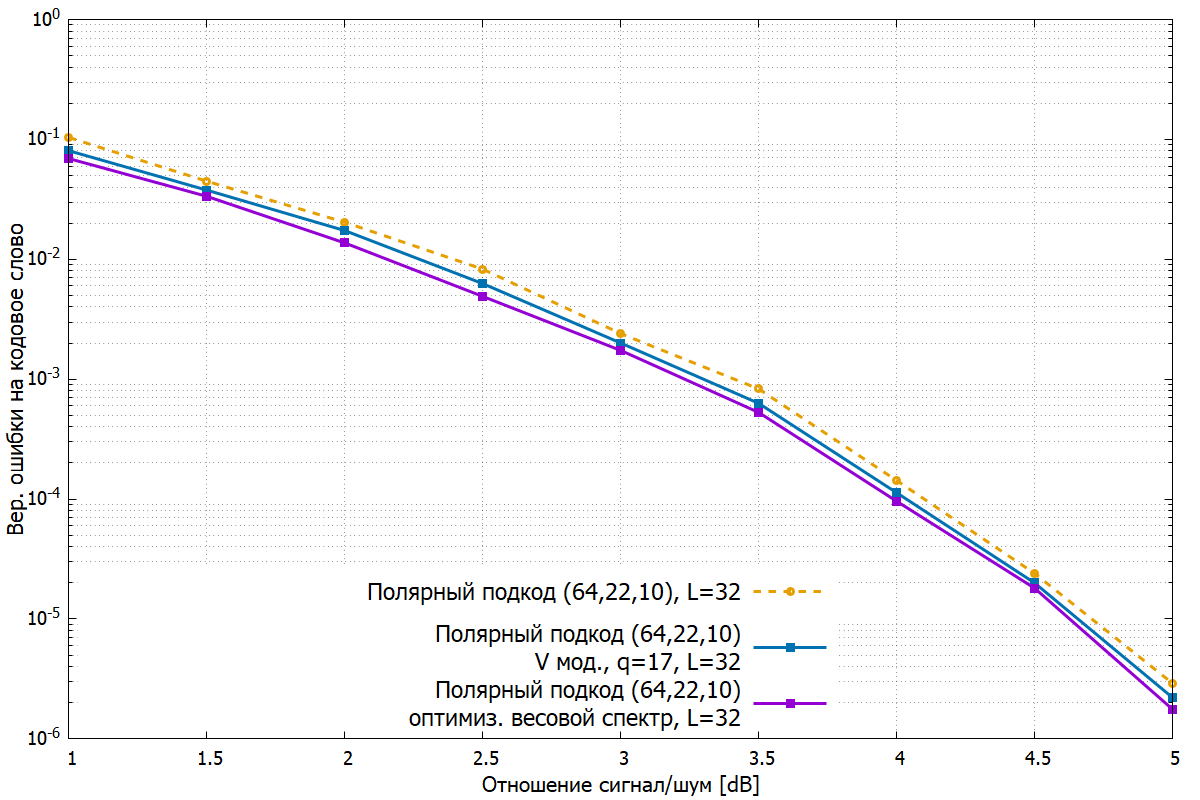 10^0
10^-1
10^-2
10^-3
10^-4
10^-5
10^-6
Вер. ошибки на кодовое слово
Полярный подкод (64,22,10), L=32
Полярный подкод (64,22,10)
V мод., q=17, L=32
Полярный подкод (64,22,10)
оптимиз. весовой спектр, L=32
1 1.5 2 2.5 3 3.5 4 4.5 5
Отношение сигнал/шум [dB]